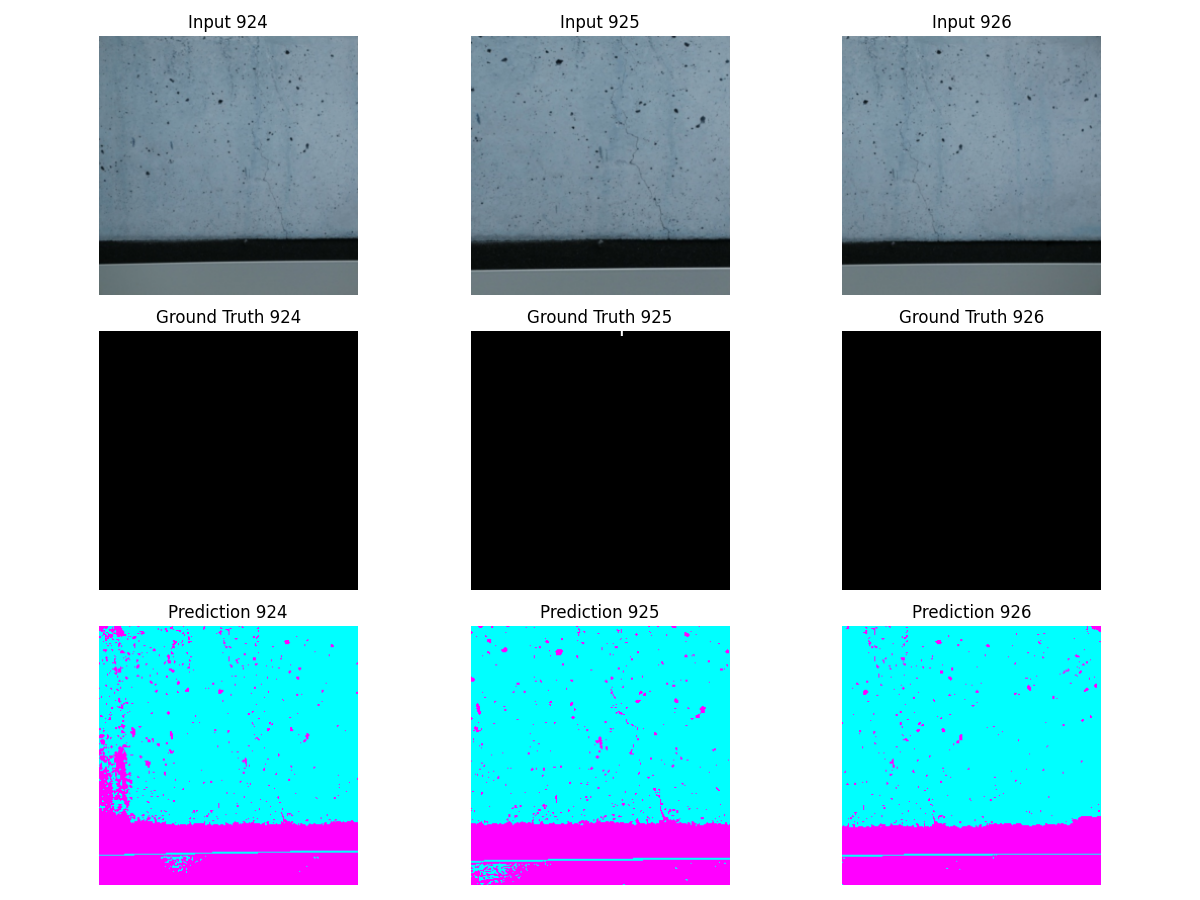 Input 924
Input 925
Input 926
Ground Truth 924
Ground Truth 925
Ground Truth 926
Prediction 924
Prediction 925
Prediction 926